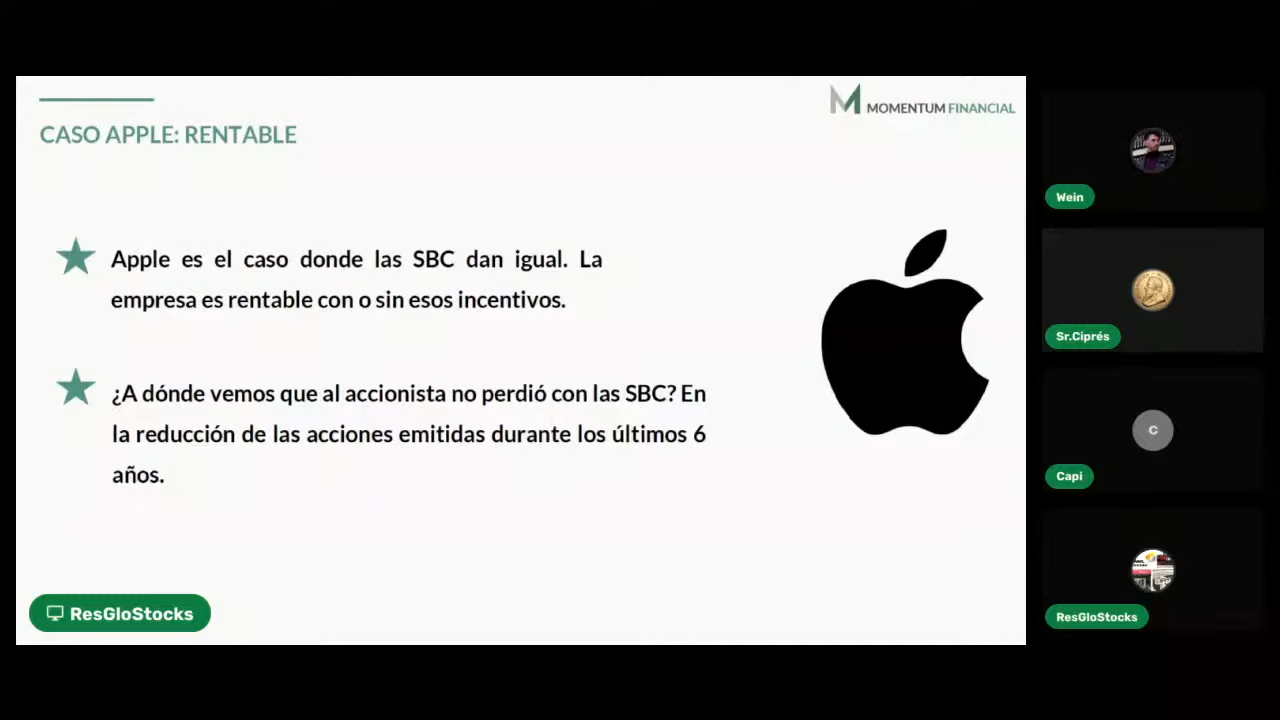 MOMENTUM FINANCIAL
CASO APPLE: RENTABLE
Apple es el caso donde las SBC dan igual. La
empresa es rentable con o sin esos incentivos.
¿A dónde vemos que al accionista no perdió con las SBC? En
la reducción de las acciones emitidas durante los últimos 6
años.
ResGloStocks
Wein
Sr.Ciprés
C
Capi
ResGloStocks